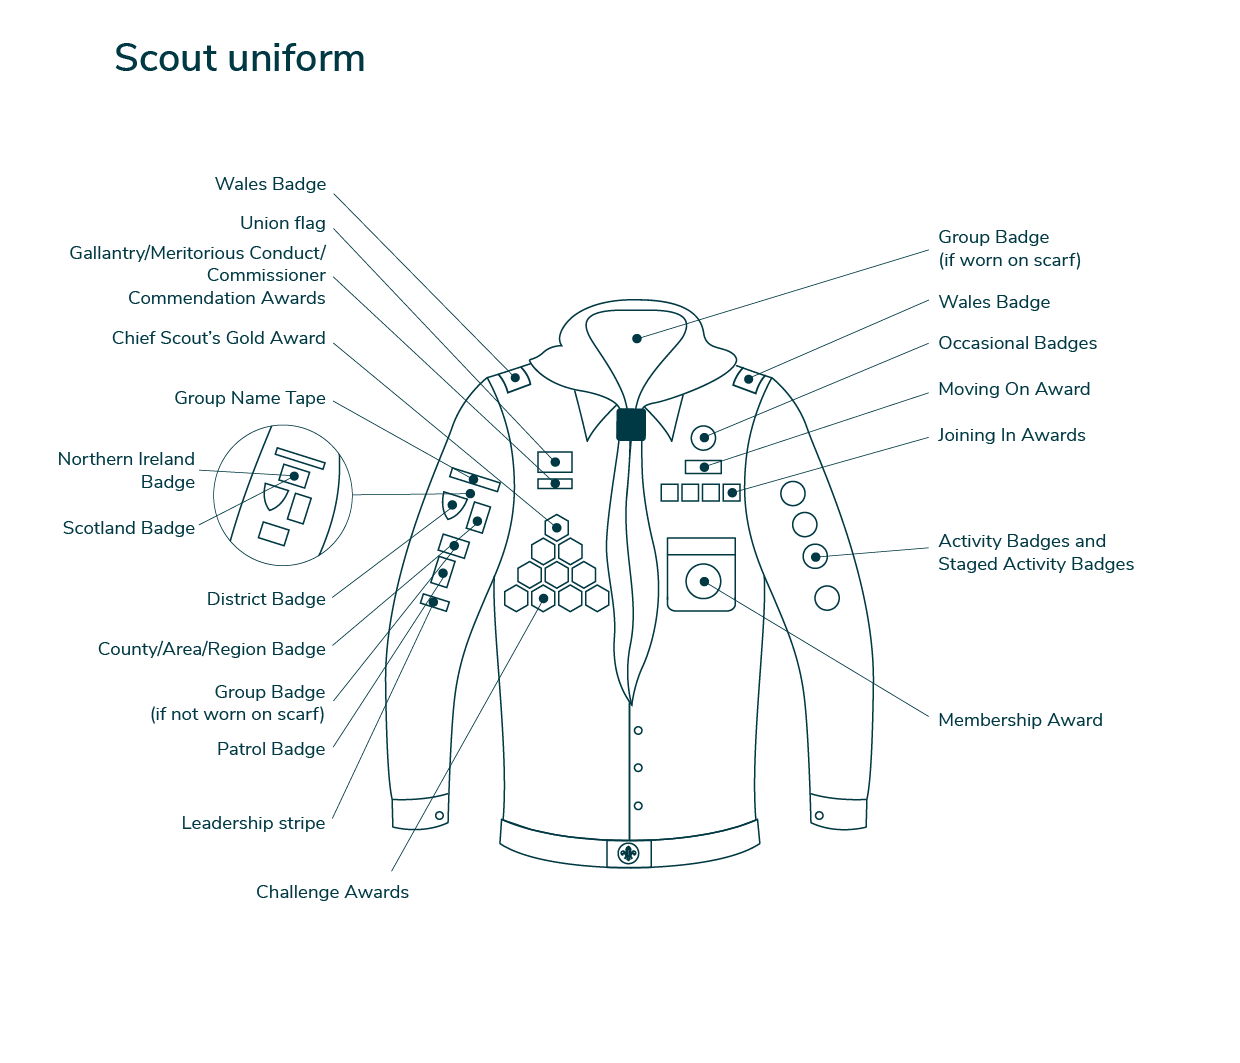 Scout uniform
Wales Badge
Union flag
Gallantry/Meritorious Conduct/
Commissioner
Commendation Awards
Chief Scout’s Gold Award
Group Name Tape
Northern Ireland
Badge
Scotland Badge
District Badge
County/Area/Region Badge
Group Badge
(if not worn on scarf)
Patrol Badge
Leadership stripe
Challenge Awards
Group Badge
(if worn on scarf)
Wales Badge
Occasional Badges
Moving On Award
Joining In Awards
Activity Badges and
Staged Activity Badges
Membership Award